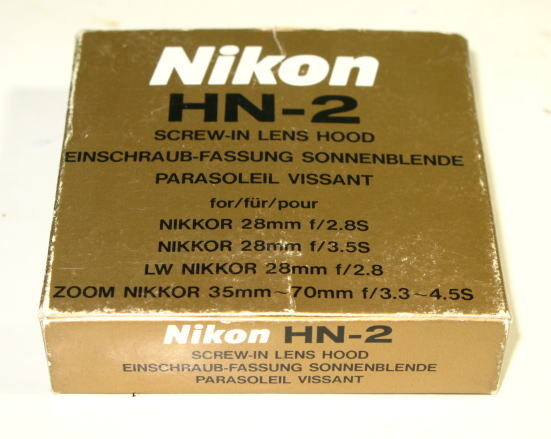 Nikon
HN-2
SCREW-IN LENS HOOD
EINSCHRAUB-FASSUNG SONNENBLENDE
PARASOLEIL VISSANT
for/für/pour
NIKKOR 28mm f/2.8S
NIKKOR 28mm f/3.5S
LW NIKKOR 28mm f/2.8
ZOOM NIKKOR 35mm~70mm f/3.3~4.5S
Nikon HN-2
SCREW-IN LENS HOOD
EINSCHRAUB-FASSUNG SONNENBLENDE
PARASOLEIL VISSANT